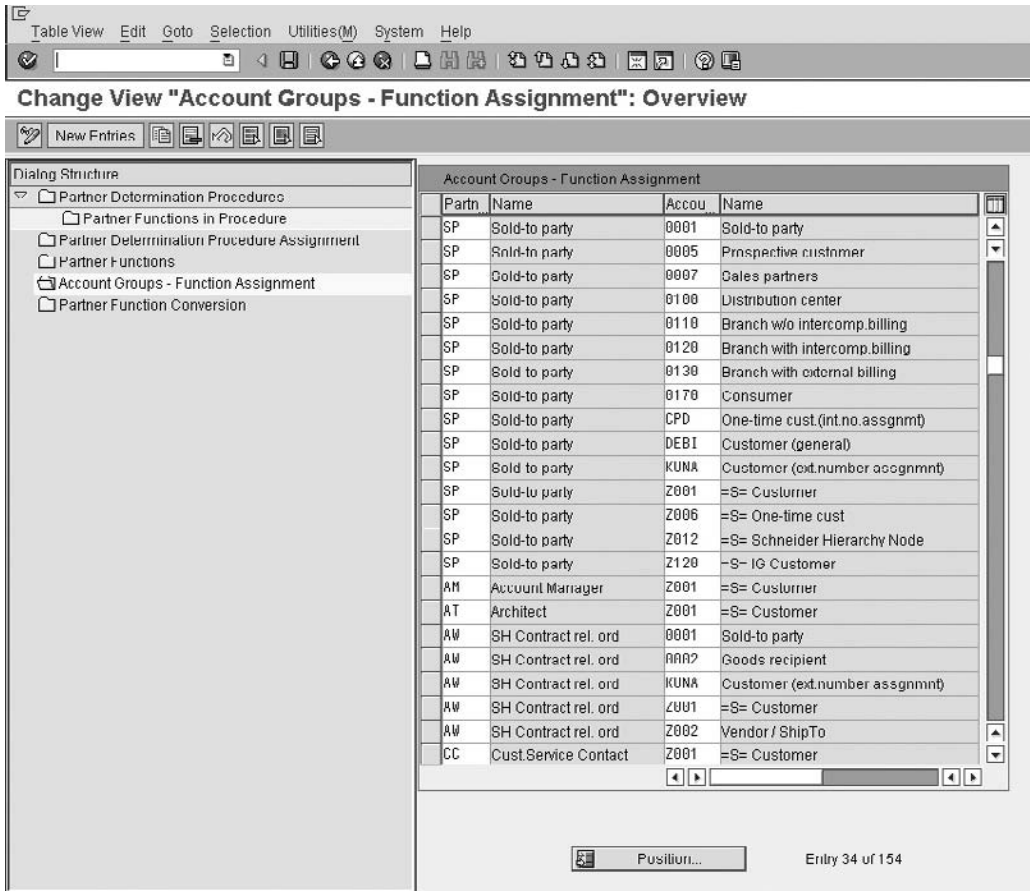 Table View Edit Goto Selection Utilities(M) System Help
Change View "Account Groups - Function Assignment": Overview
New Entries
Dialog Structure
Partner Determination Procedures
Partner Functions in Procedure
Partner Determination Procedure Assignment
Partner Functions
Account Groups - Function Assignment
Partner Function Conversion
Account Groups - Function Assignment
Partn... Name Accou... Name
SP Sold-to party 0001 Sold-to party
SP Sold-to party 0005 Prospective customer
SP Sold-to party 0007 Sales partners
SP Sold-to party 0100 Distribution center
SP Sold-to party 0110 Branch w/o intercomp.billing
SP Sold-to party 0120 Branch with intercomp.billing
SP Sold-to party 0130 Branch with external billing
SP Sold-to party 0170 Consumer
SP Sold-to party CPD One-time cust.(int.no.assgnmt)
SP Sold-to party DEBI Customer (general)
SP Sold-to party KUNA Customer (ext.number assgnmnt)
SP Sold-to party Z001 =S= Customer
SP Sold-to party Z006 =S= One-time cust
SP Sold-to party Z012 =S= Schneider Hierarchy Node
SP Sold-to party Z120 =S= IG Customer
AM Account Manager Z001 =S= Customer
AT Architect Z001 =S= Customer
AW SH Contract rel. ord 0001 Sold-to party
AW SH Contract rel. ord 0002 Goods recipient
AW SH Contract rel. ord KUNA Customer (ext.number assgnmnt)
AW SH Contract rel. ord Z001 =S= Customer
AW SH Contract rel. ord Z002 Vendor / ShipTo
CC Cust.Service Contact Z001 =S= Customer
Position... Entry 34 of 154